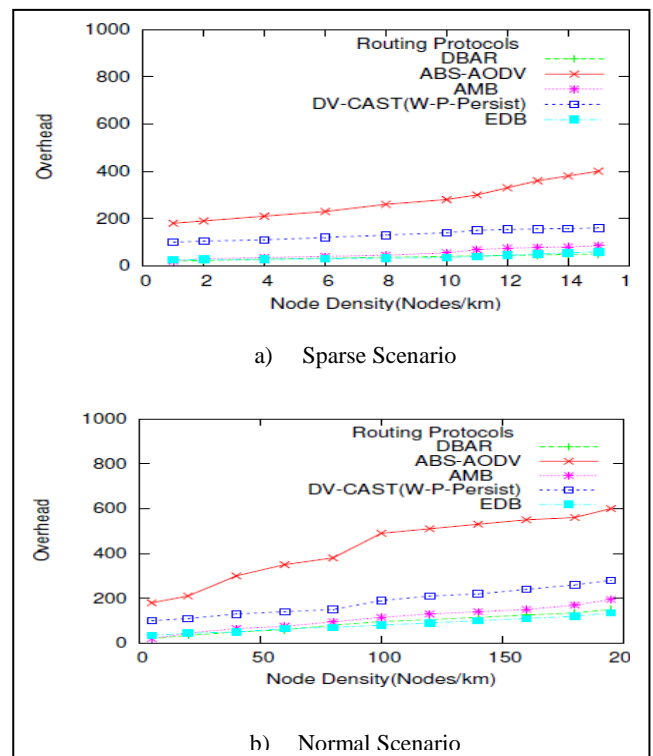 1000
800
600
400
200
0
Overhead
Routing Protocols
DBAR
ABS-AODV
AMB
DV-CAST(W-P-Persist)
EDB
0 2 4 6 8 10 12 14 1
Node Density(Nodes/km)
a) Sparse Scenario
1000
800
600
400
200
0
Overhead
Routing Protocols
DBAR
ABS-AODV
AMB
DV-CAST(W-P-Persist)
EDB
0 50 100 150 20
Node Density(Nodes/km)
b) Normal Scenario